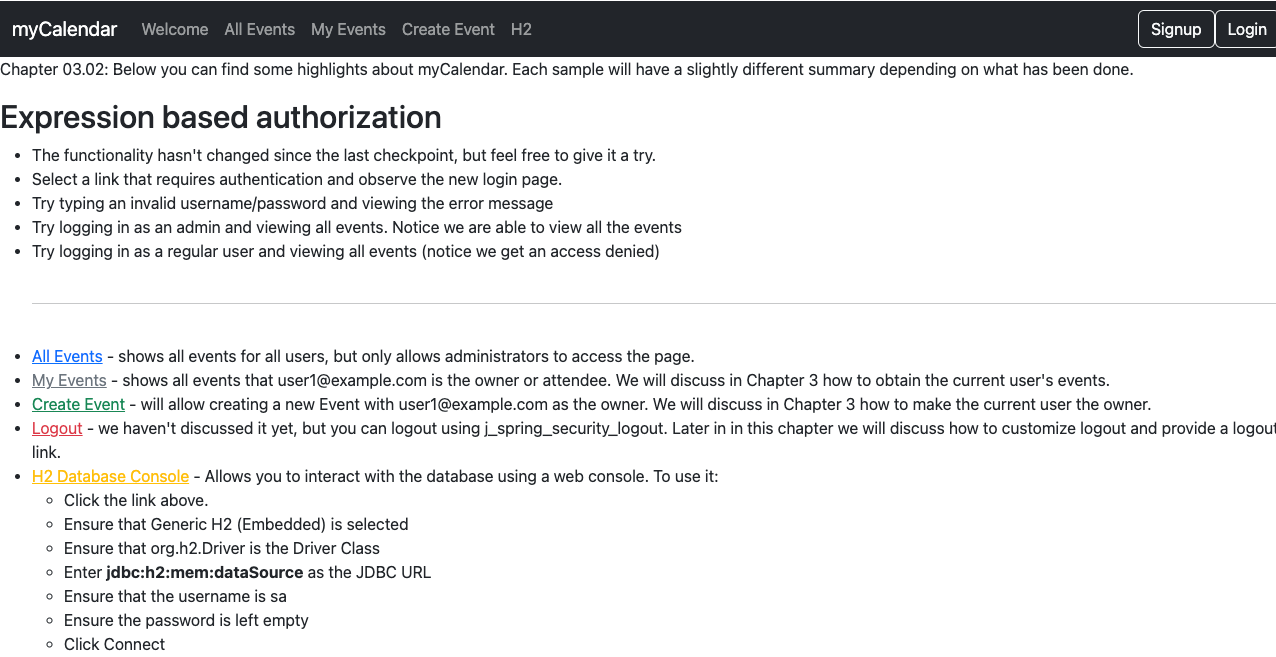 myCalendar Welcome All Events My Events Create Event H2 Signup Login
Chapter 03.02: Below you can find some highlights about myCalendar. Each sample will have a slightly different summary depending on what has been done.
Expression based authorization
The functionality hasn't changed since the last checkpoint, but feel free to give it a try.
Select a link that requires authentication and observe the new login page.
Try typing an invalid username/password and viewing the error message
Try logging in as an admin and viewing all events. Notice we are able to view all the events
Try logging in as a regular user and viewing all events (notice we get an access denied)
All Events - shows all events for all users, but only allows administrators to access the page.
My Events - shows all events that user1@example.com is the owner or attendee. We will discuss in Chapter 3 how to obtain the current user's events.
Create Event - will allow creating a new Event with user1@example.com as the owner. We will discuss in Chapter 3 how to make the current user the owner.
Logout - we haven't discussed it yet, but you can logout using j_spring_security_logout. Later in in this chapter we will discuss how to customize logout and provide a logout
link.
H2 Database Console - Allows you to interact with the database using a web console. To use it:
Click the link above.
Ensure that Generic H2 (Embedded) is selected
Ensure that org.h2.Driver is the Driver Class
Enter jdbc:h2:mem:dataSource as the JDBC URL
Ensure that the username is sa
Ensure the password is left empty
Click Connect